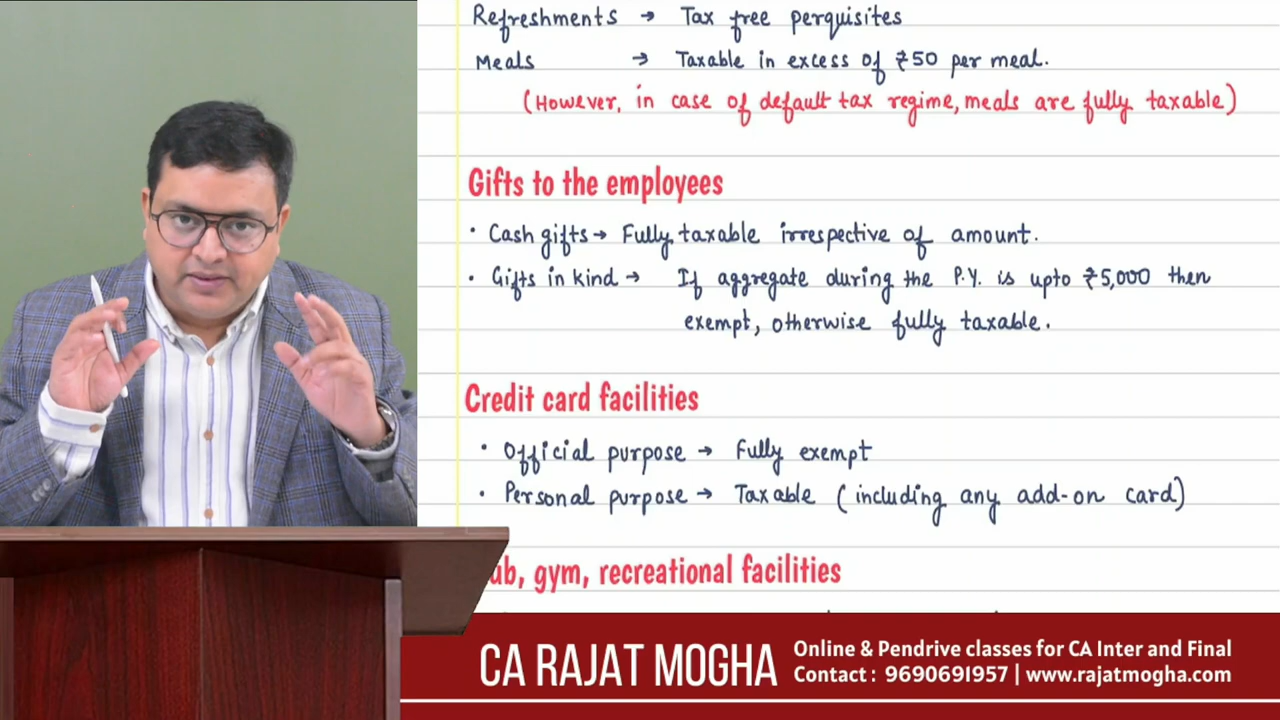 Refreshments → Tax free perquisites
Meals → Taxable in excess of ₹50 per meal.
(However, in case of default tax regime, meals are fully taxable)
Gifts to the employees
• Cash gifts → Fully taxable irrespective of amount.
• Gifts in kind → If aggregate during the P.Y. is upto ₹5,000 then
exempt, otherwise fully taxable.
Credit card facilities
• Official purpose → Fully exempt
• Personal purpose → Taxable (including any add-on card)
ub, gym, recreational facilities
CA RAJAT MOGHA
Online & Pendrive classes for CA Inter and Final
Contact : 9690691957 | www.rajatmogha.com